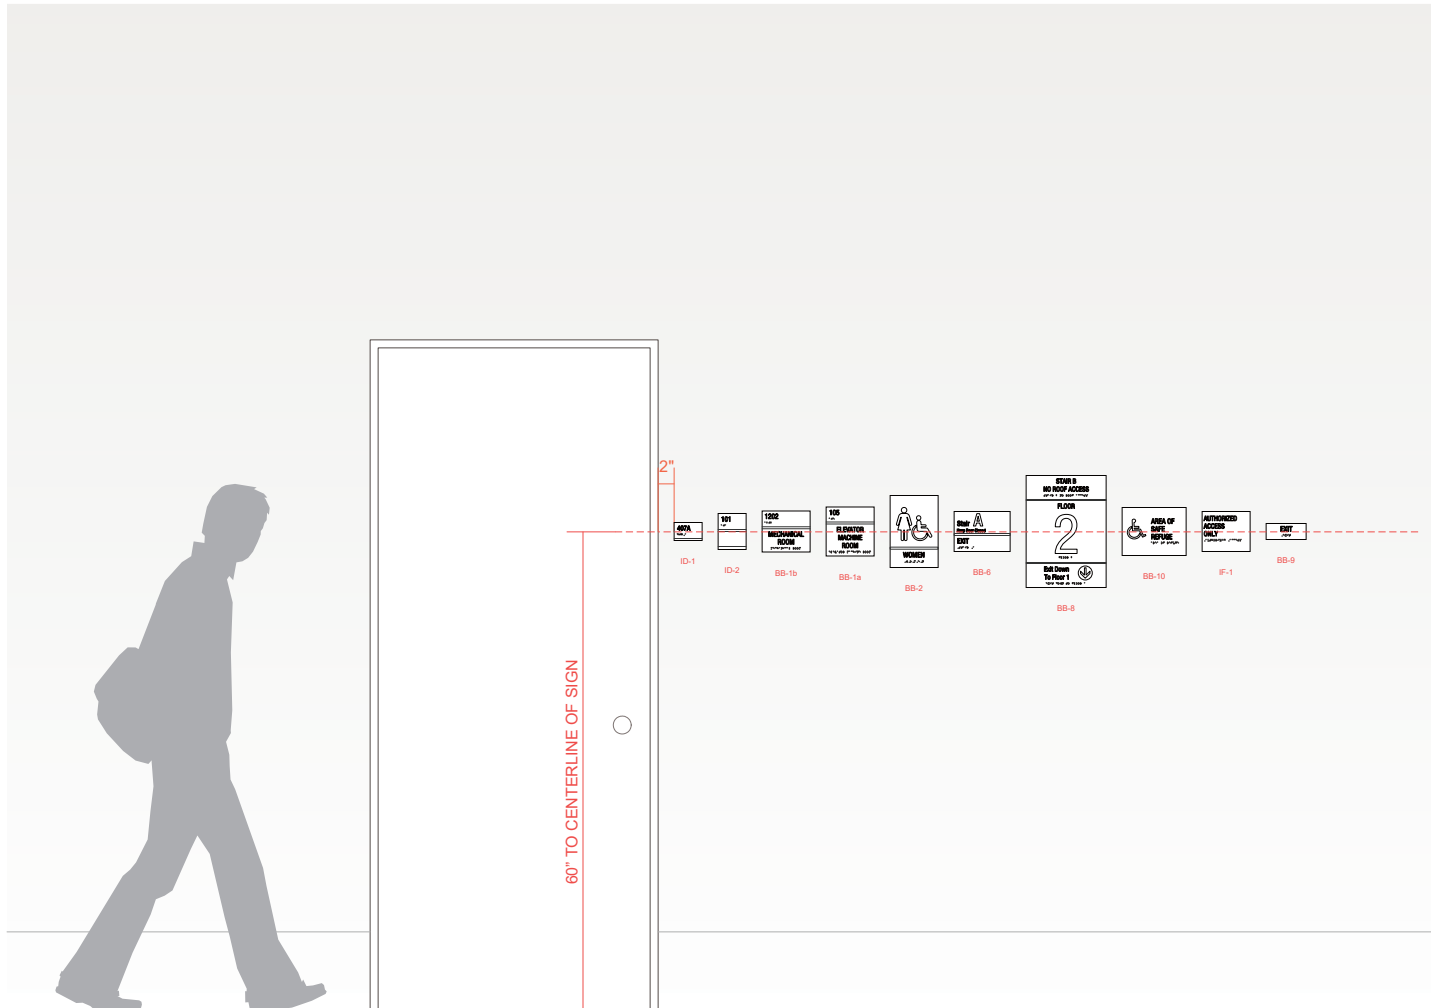 2"
60" TO CENTERLINE OF SIGN
407A
ID-1
101
ID-2
1202
MECHANICAL
ROOM
BB-1b
105
ELEVATOR
MACHINE
ROOM
BB-1a
WOMEN
BB-2
Stair A
Keep Door Closed
EXIT
BB-6
STAIR B
NO ROOF ACCESS
FLOOR
2
Exit Down
To Floor 1
BB-8
AREA OF
SAFE
REFUGE
BB-10
AUTHORIZED
ACCESS
ONLY
IF-1
EXIT
BB-9